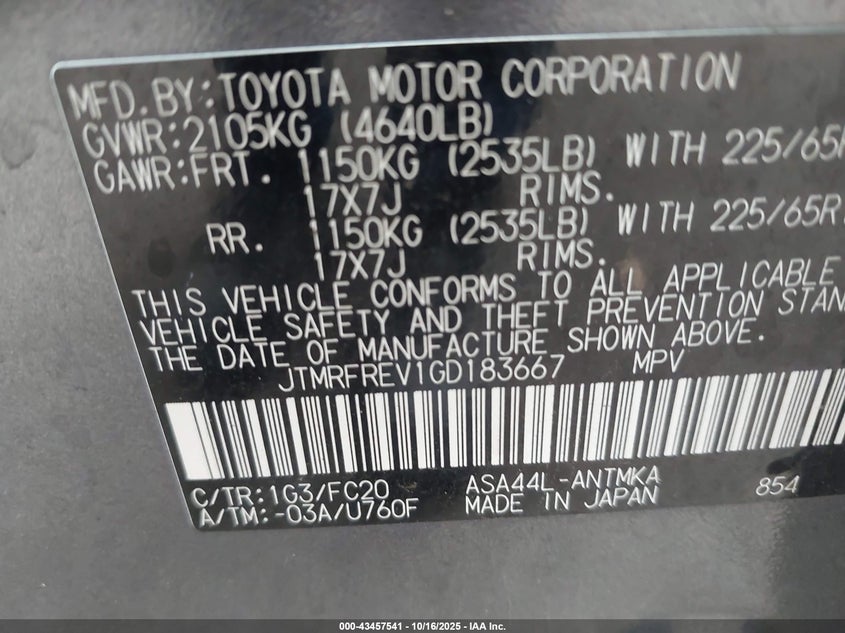 MFD.BY:TOYOTA MOTOR CORPORATION
GVWR:2105KG (4640LB)
GAWR:FRT. 1150KG (2535LB) WITH 225/65R
17X7J RIMS.
RR. 1150KG (2535LB) WITH 225/65R
17X7J RIMS.
THIS VEHICLE CONFORMS TO ALL APPLICABLE
VEHICLE SAFETY AND THEFT PREVENTION STAN
THE DATE OF MANUFACTURE SHOWN ABOVE.
JTMRFREV1GD183667 MPV
C/TR:1G3/FC20 ASA44L-ANTMKA 854
A/TM:-03A/U760F MADE IN JAPAN
000-43457541 - 10/16/2025 - IAA Inc.